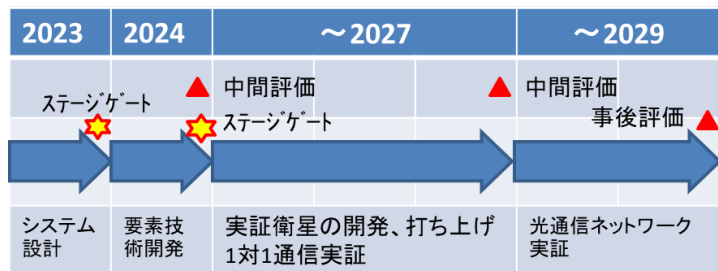 2023 2024 ～2027 ～2029
中間評価 中間評価
ｽﾃｰｼﾞｹﾞｰﾄ ｽﾃｰｼﾞｹﾞｰﾄ 事後評価
システム 要素技 実証衛星の開発、打ち上げ 光通信ネットワーク
設計 術開発 1対1通信実証 実証